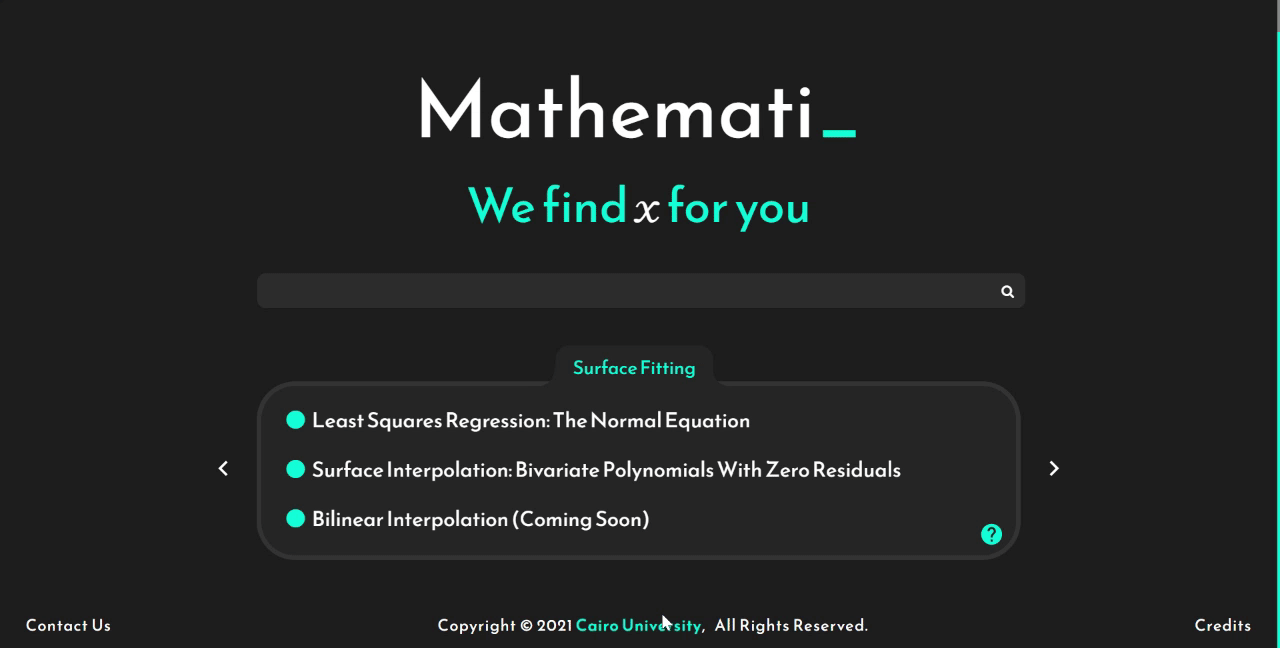 Mathemati_
We find x for you
Surface Fitting
Least Squares Regression: The Normal Equation
Surface Interpolation: Bivariate Polynomials With Zero Residuals
Bilinear Interpolation (Coming Soon)
?
Contact Us
Copyright © 2021 Cairo University, All Rights Reserved.
Credits